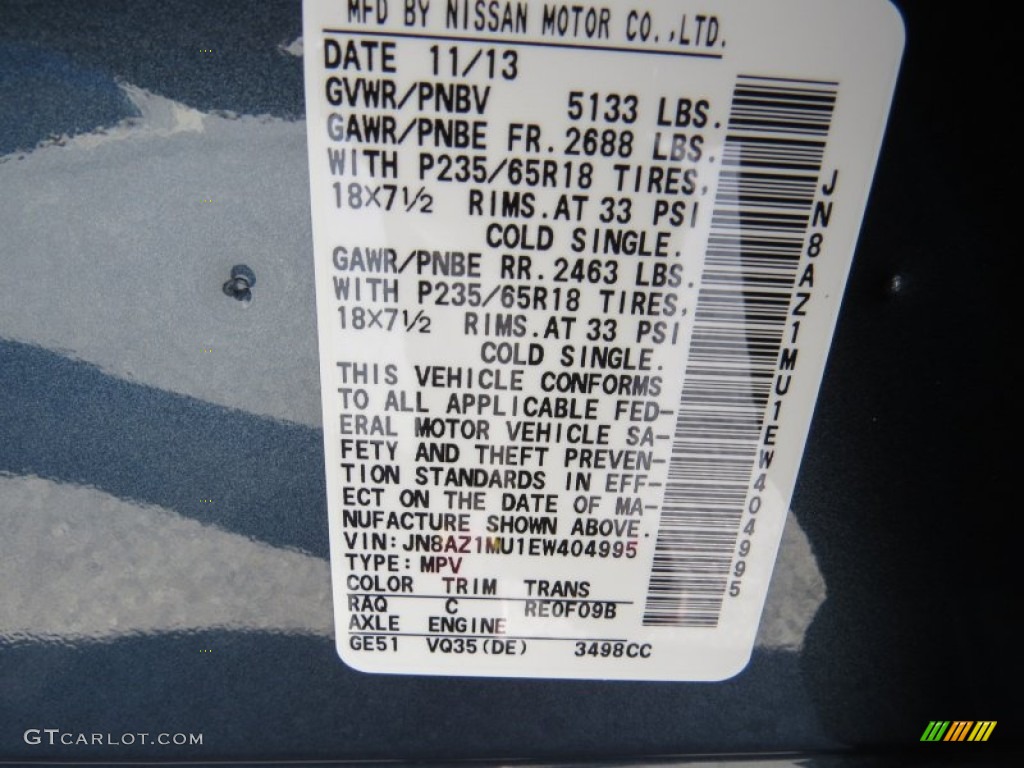 MFD BY NISSAN MOTOR CO.,LTD.
DATE 11/13
GVWR/PNBV 5133 LBS.
GAWR/PNBE FR. 2688 LBS.
WITH P235/65R18 TIRES,
18X7½ RIMS. AT 33 PSI
COLD SINGLE.
GAWR/PNBE RR. 2463 LBS.
WITH P235/65R18 TIRES,
18X7½ RIMS. AT 33 PSI
COLD SINGLE.
THIS VEHICLE CONFORMS
TO ALL APPLICABLE FED-
ERAL MOTOR VEHICLE SA-
FETY AND THEFT PREVEN-
TION STANDARDS IN EFF-
ECT ON THE DATE OF MA-
NUFACTURE SHOWN ABOVE.
VIN: JN8AZ1MU1EW404995
TYPE: MPV
COLOR TRIM TRANS
RAQ C RE0F09B
AXLE ENGINE
GE51 VQ35(DE) 3498CC
JN8AZ1MU1EW404995
GTCARLOT.COM